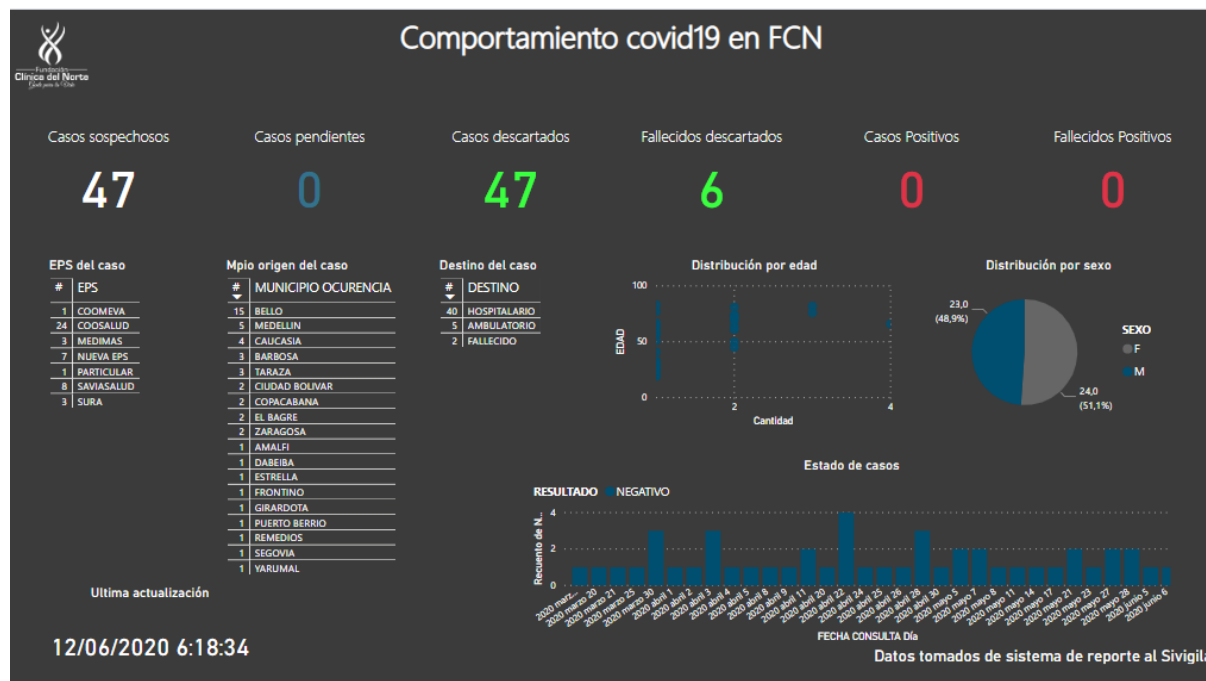 Comportamiento covid19 en FCN
Fundación
Clínica del Norte
Casos sospechosos
47
Casos pendientes
0
Casos descartados
47
Fallecidos descartados
6
Casos Positivos
0
Fallecidos Positivos
0
EPS del caso
# EPS
1 COOMEVA
24 COOSALUD
3 MEDIMAS
7 NUEVA EPS
1 PARTICULAR
8 SAVIASALUD
3 SURA
Mpio origen del caso
# MUNICIPIO OCURENCIA
15 BELLO
5 MEDELLIN
4 CAUCASIA
3 BARBOSA
3 TARAZA
2 CIUDAD BOLIVAR
2 COPACABANA
2 EL BAGRE
2 ZARAGOSA
1 AMALFI
1 DABEIBA
1 ESTRELLA
1 FRONTINO
1 GIRARDOTA
1 PUERTO BERRIO
1 REMEDIOS
1 SEGOVIA
1 YARUMAL
Destino del caso
# DESTINO
40 HOSPITALARIO
5 AMBULATORIO
2 FALLECIDO
Distribución por edad
100
50
0
EDAD
2
4
Cantidad
Distribución por sexo
23,0
(48,9%)
24,0
(51,1%)
SEXO
F
M
Estado de casos
RESULTADO NEGATIVO
Recuento de N...
4
2
0
2020 marz...
2020 marzo 20
2020 marzo 21
2020 marzo 25
2020 marzo 30
2020 abril 1
2020 abril 2
2020 abril 3
2020 abril 4
2020 abril 5
2020 abril 8
2020 abril 9
2020 abril 11
2020 abril 20
2020 abril 22
2020 abril 24
2020 abril 25
2020 abril 26
2020 abril 28
2020 abril 30
2020 mayo 5
2020 mayo 7
2020 mayo 8
2020 mayo 11
2020 mayo 14
2020 mayo 17
2020 mayo 21
2020 mayo 23
2020 mayo 27
2020 mayo 28
2020 junio 5
2020 junio 6
FECHA CONSULTA Día
Ultima actualización
12/06/2020 6:18:34
Datos tomados de sistema de reporte al Sivigila